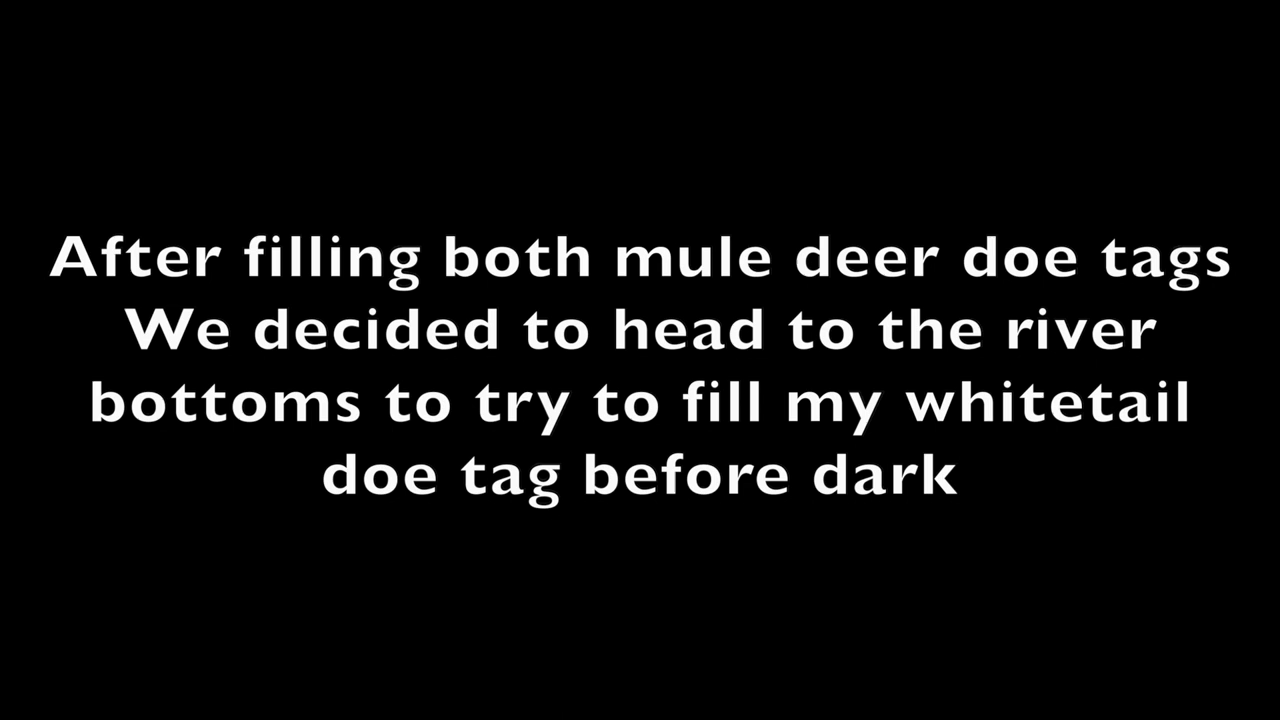 After filling both mule deer doe tags
We decided to head to the river
bottoms to try to fill my whitetail
doe tag before dark